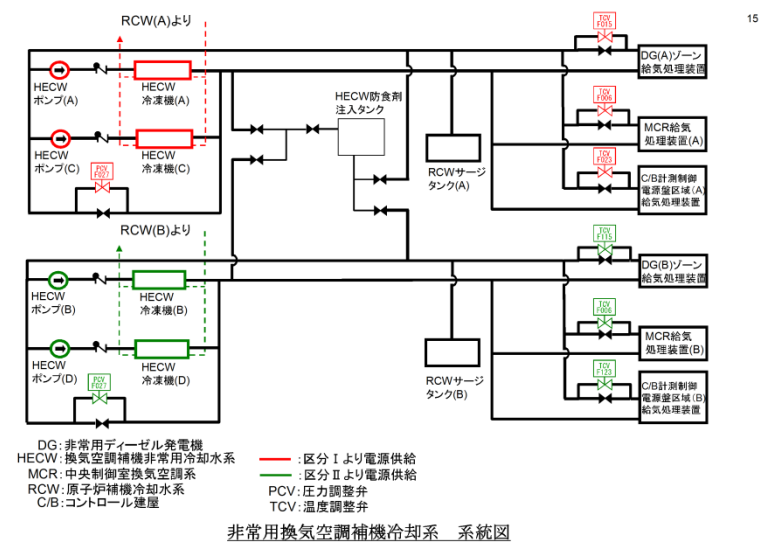 15
RCW(A)より
TCV
F015
DG(A)ゾーン
給気処理装置
HECW
ポンプ(A)
HECW
冷凍機(A)
HECW防食剤
注入タンク
TCV
F006
MCR給気
処理装置(A)
HECW
ポンプ(C)
HECW
冷凍機(C)
RCWサージ
タンク(A)
PCV
F027
TCV
F023
C/B計測制御
電源盤区域(A)
給気処理装置
RCW(B)より
TCV
F115
DG(B)ゾーン
給気処理装置
HECW
ポンプ(B)
HECW
冷凍機(B)
TCV
F006
MCR給気
処理装置(B)
HECW
ポンプ(D)
HECW
冷凍機(D)
RCWサージ
タンク(B)
PCV
F027
TCV
F123
C/B計測制御
電源盤区域(B)
給気処理装置
DG:非常用ディーゼル発電機
HECW:換気空調補機非常用冷却水系
MCR:中央制御室換気空調系
RCW:原子炉補機冷却水系
C/B:コントロール建屋
:区分Ⅰより電源供給
:区分Ⅱより電源供給
PCV:圧力調整弁
TCV:温度調整弁
非常用換気空調補機冷却系 系統図